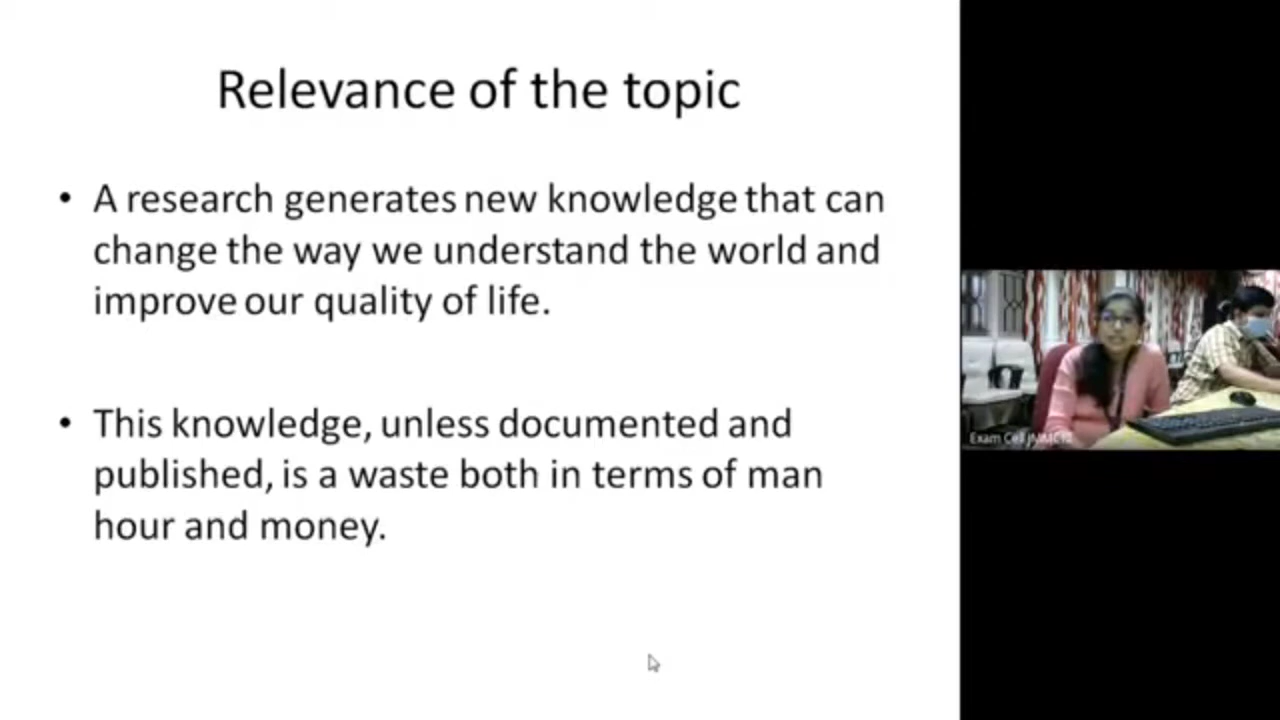 Relevance of the topic
• A research generates new knowledge that can
change the way we understand the world and
improve our quality of life.
• This knowledge, unless documented and
published, is a waste both in terms of man
hour and money.
Exam Cell